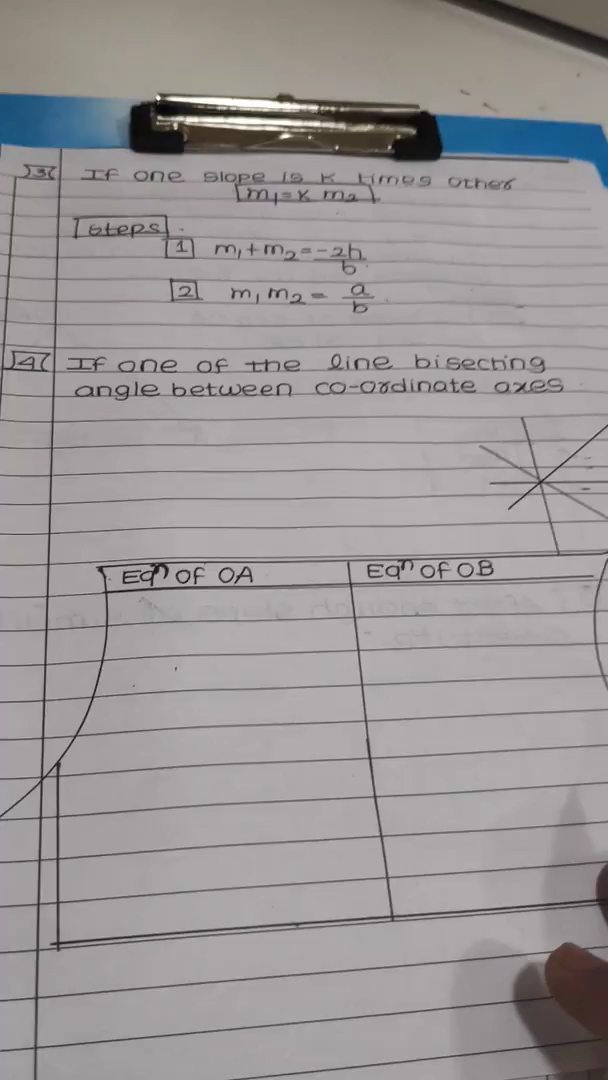 3 If one slope is k times other
m₁ = k m₂
Steps
1 m₁ + m₂ = -2h/b
2 m₁ m₂ = a/b
4 If one of the line bisecting
angle between co-ordinate axes
Eqⁿ OF OA Eqⁿ OF OB